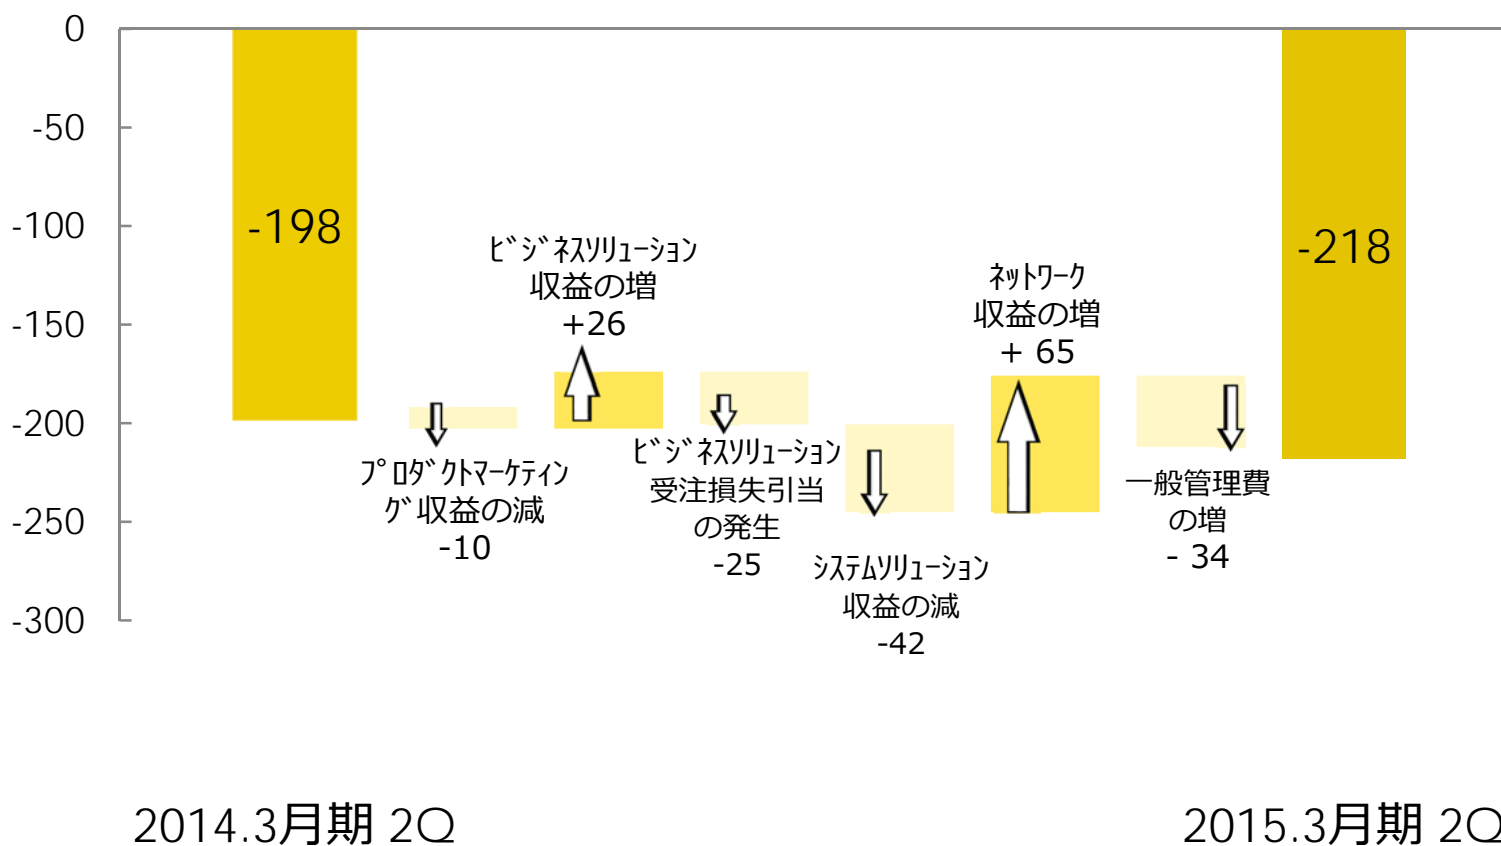 0
-50
-100
-150
-200
-250
-300
-198
プロダクトマーケティン
グ収益の減
-10
ビジネスソリューション
収益の増
+26
ビジネスソリューション
受注損失引当
の発生
-25
システムソリューション
収益の減
-42
ネットワーク
収益の増
+ 65
一般管理費
の増
- 34
-218
2014.3月期 2Q
2015.3月期 2Q